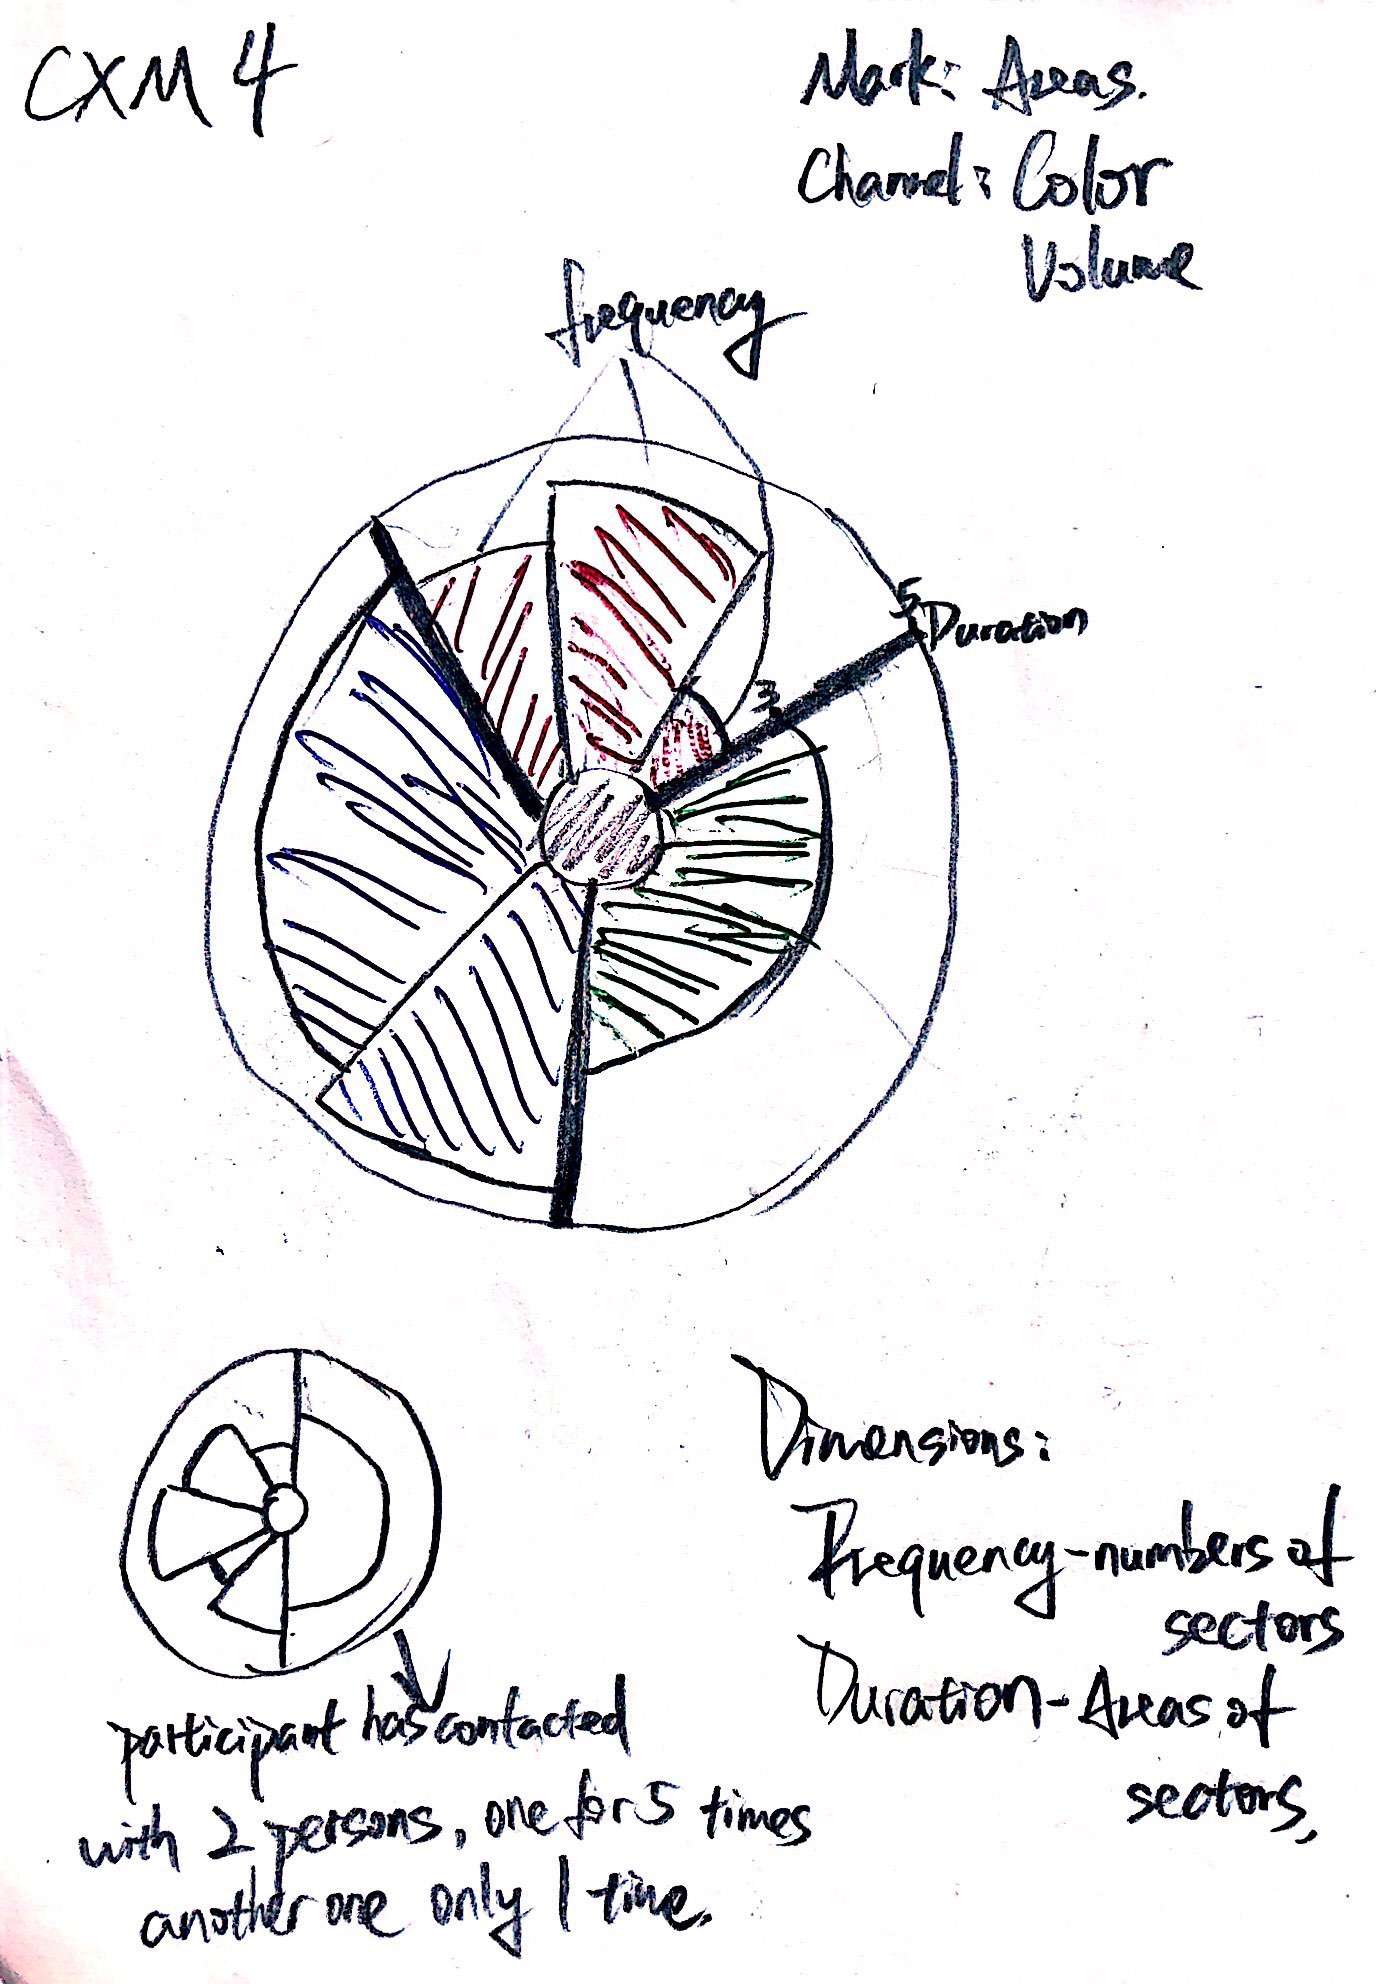 CXM 4
Mark: Areas.
Channel: Color
Volume
frequency
5
Duration
3
Dimensions:
Frequency-numbers of
sectors
Duration-Areas of
sectors,
participant has contacted
with 2 persons, one for 5 times
another one only 1 time.